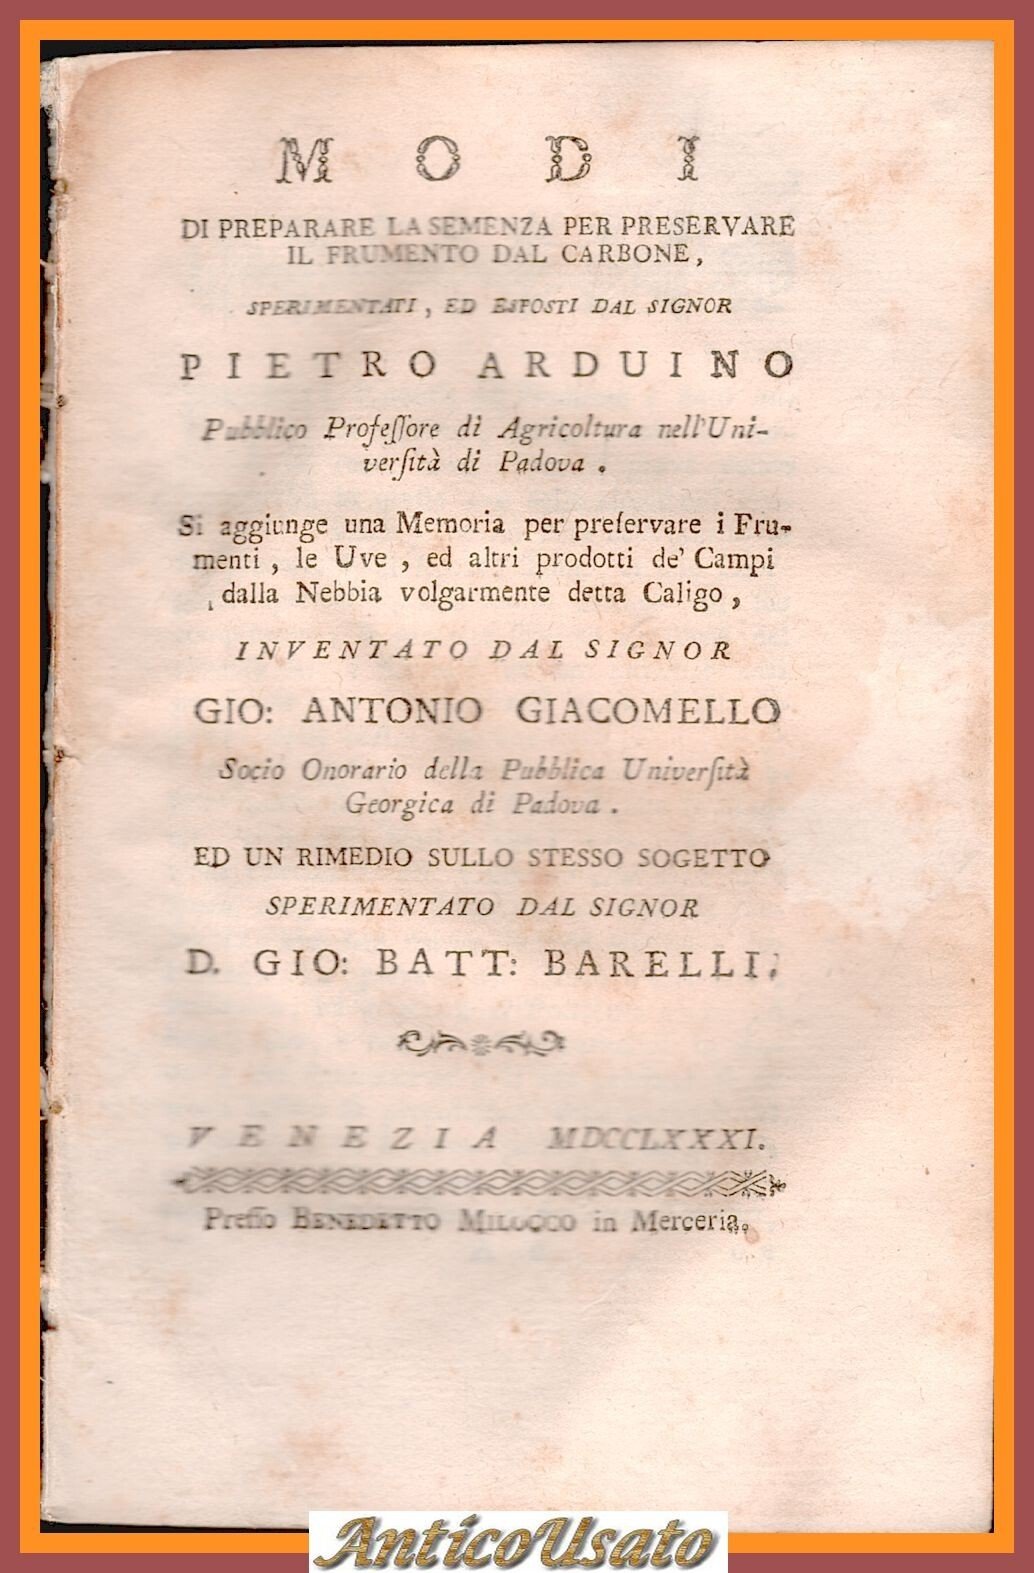 MODI
DI PREPARARE LA SEMENZA PER PRESERVARE
IL FRUMENTO DAL CARBONE,
SPERIMENTATI, ED ESPOSTI DAL SIGNOR
PIETRO ARDUINO
Pubblico Profeſſore di Agricoltura nell'Uni-
verſità di Padova.
Si aggiunge una Memoria per preſervare i Fru-
menti, le Uve, ed altri prodotti de' Campi
dalla Nebbia volgarmente detta Caligo,
INVENTATO DAL SIGNOR
GIO: ANTONIO GIACOMELLO
Socio Onorario della Pubblica Univerſità
Georgica di Padova.
ED UN RIMEDIO SULLO STESSO SOGETTO
SPERIMENTATO DAL SIGNOR
D. GIO: BATT: BARELLI.
VENEZIA MDCCLXXXI.
Preſſo BENEDETTO MILOCCO in Merceria.
AnticoUsato